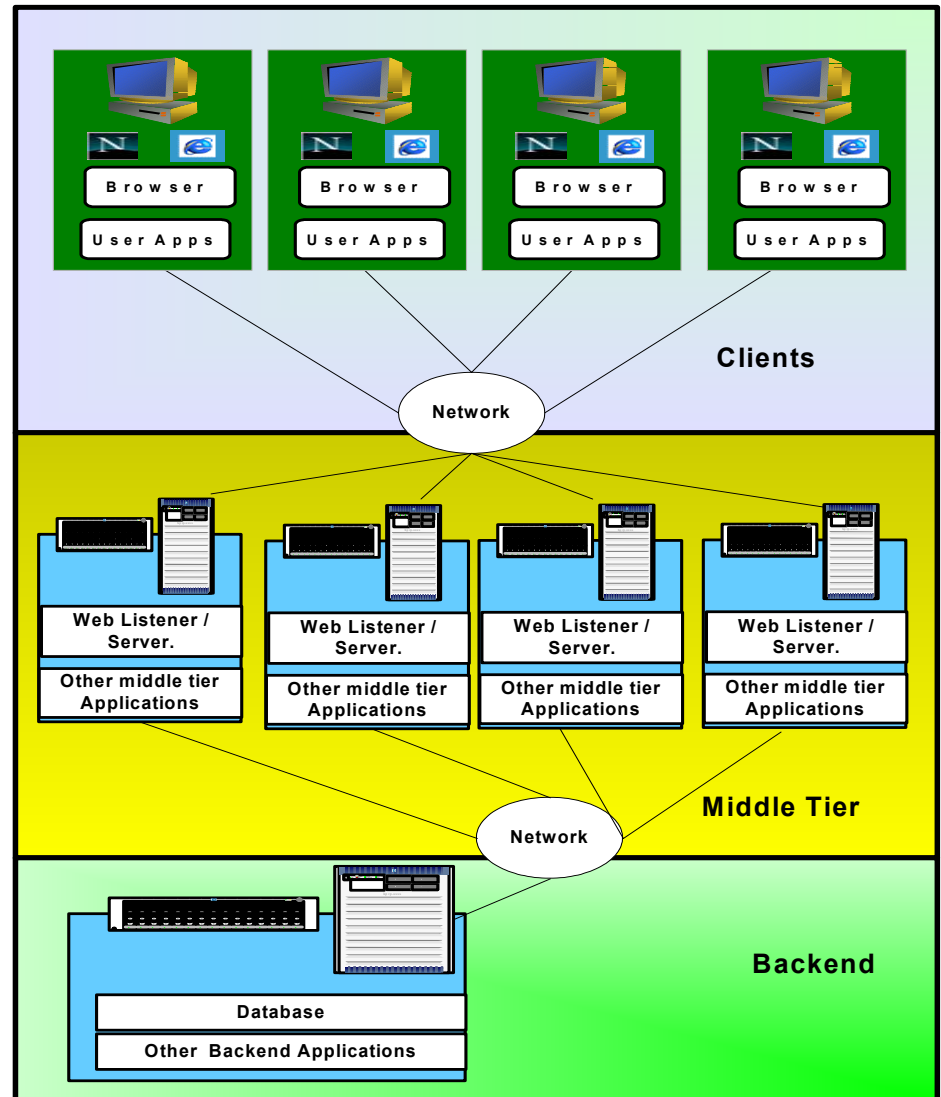 N
N
N
N
Browser
Browser
Browser
Browser
User Apps
User Apps
User Apps
User Apps
Clients
Network
Web Listener /
Server.
Web Listener /
Server.
Web Listener /
Server.
Web Listener /
Server.
Other middle tier
Applications
Other middle tier
Applications
Other middle tier
Applications
Other middle tier
Applications
Middle Tier
Network
Backend
Database
Other Backend Applications